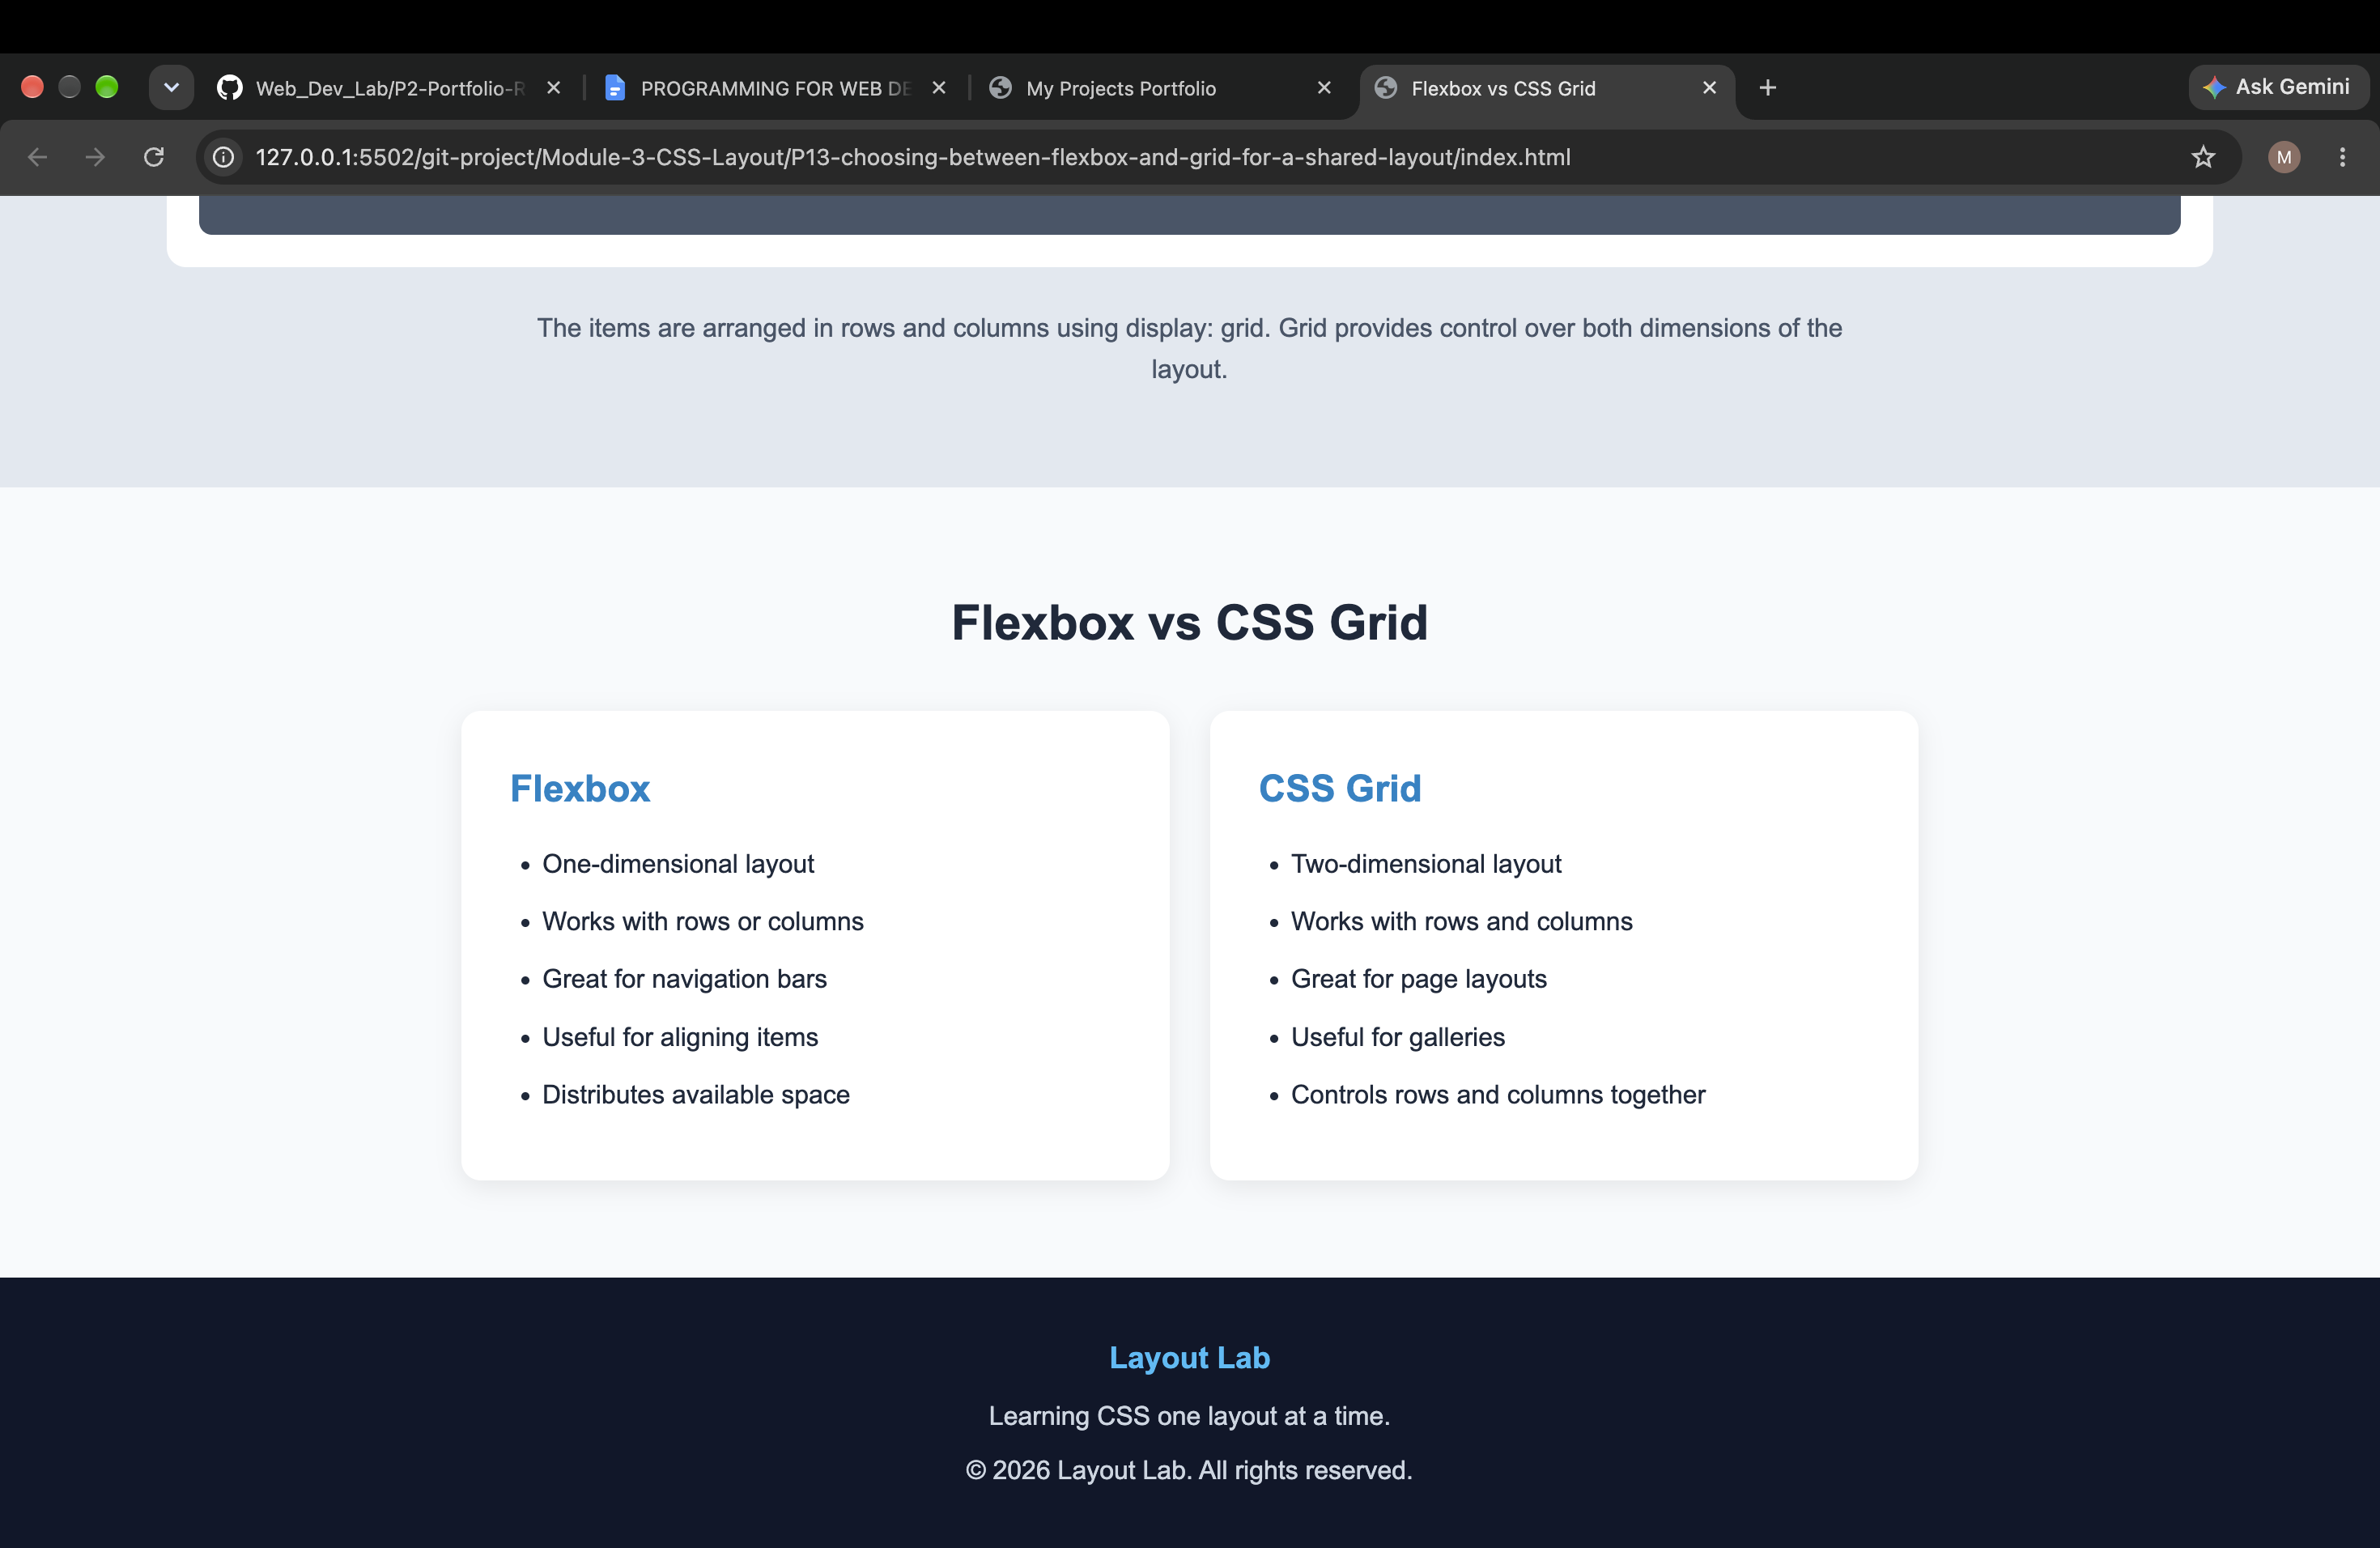 Web_Dev_Lab/P2-Portfolio-R
PROGRAMMING FOR WEB DE
My Projects Portfolio
Flexbox vs CSS Grid
Ask Gemini
127.0.0.1:5502/git-project/Module-3-CSS-Layout/P13-choosing-between-flexbox-and-grid-for-a-shared-layout/index.html
M
The items are arranged in rows and columns using display: grid. Grid provides control over both dimensions of the
layout.
Flexbox vs CSS Grid
Flexbox
• One-dimensional layout
• Works with rows or columns
• Great for navigation bars
• Useful for aligning items
• Distributes available space
CSS Grid
• Two-dimensional layout
• Works with rows and columns
• Great for page layouts
• Useful for galleries
• Controls rows and columns together
Layout Lab
Learning CSS one layout at a time.
© 2026 Layout Lab. All rights reserved.